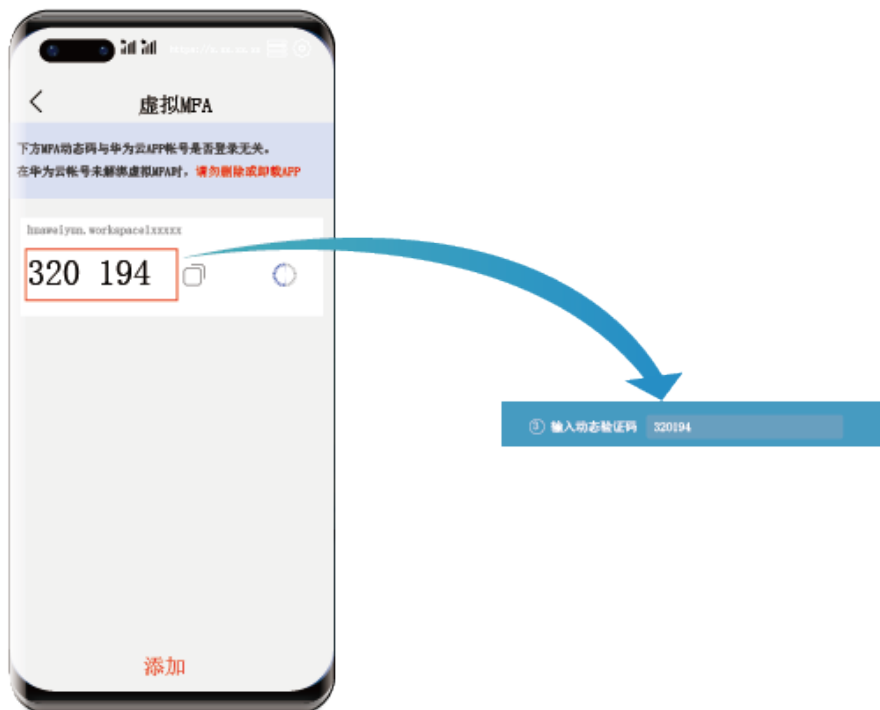 虚拟MFA
下方MFA动态码与华为云APP帐号是否登录无关。
在华为云帐号未解绑虚拟MFA时，请勿删除或卸载APP
huaweiyun.workspacelxxxxx
320 194
③ 输入动态验证码 320194
添加